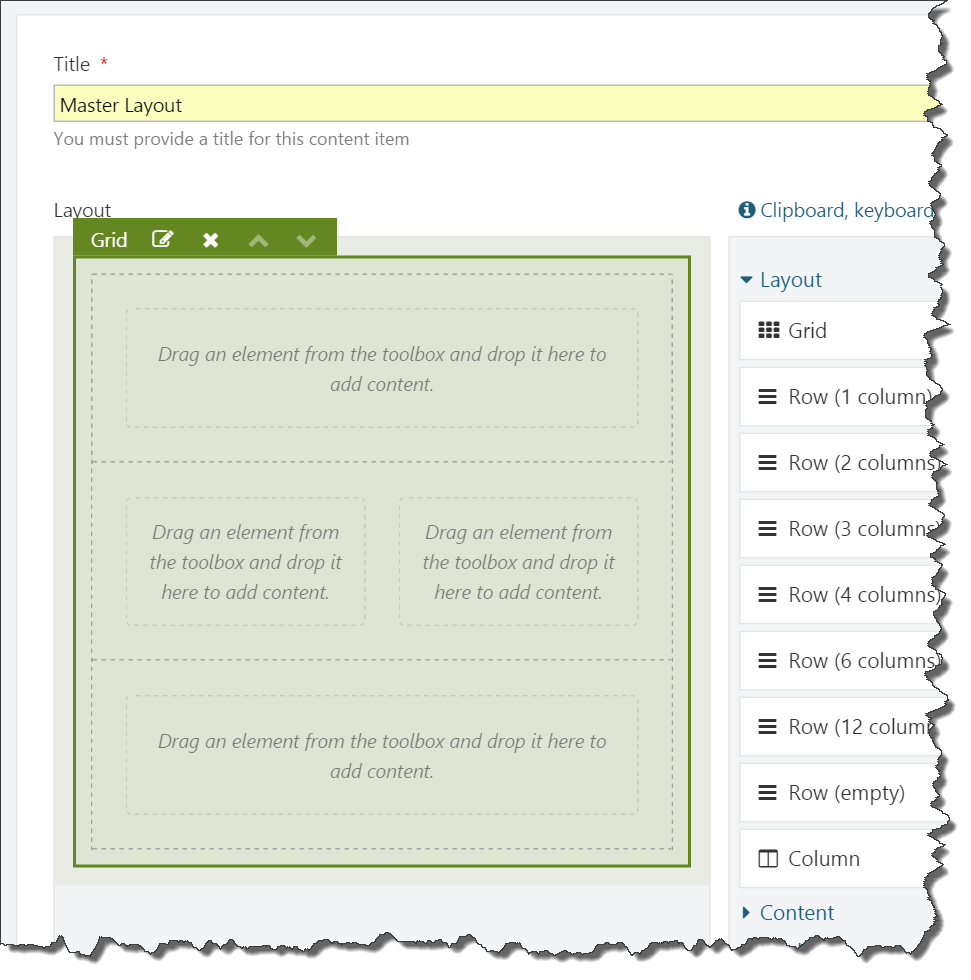 Title *
Master Layout
You must provide a title for this content item
Layout
Clipboard, keyboard
Grid
Drag an element from the toolbox and drop it here to
add content.
Drag an element from
the toolbox and drop it
here to add content.
Drag an element from
the toolbox and drop it
here to add content.
Drag an element from the toolbox and drop it here to
add content.
Layout
Grid
Row (1 column)
Row (2 columns)
Row (3 columns)
Row (4 columns)
Row (6 columns)
Row (12
Row (empty)
Column
Content